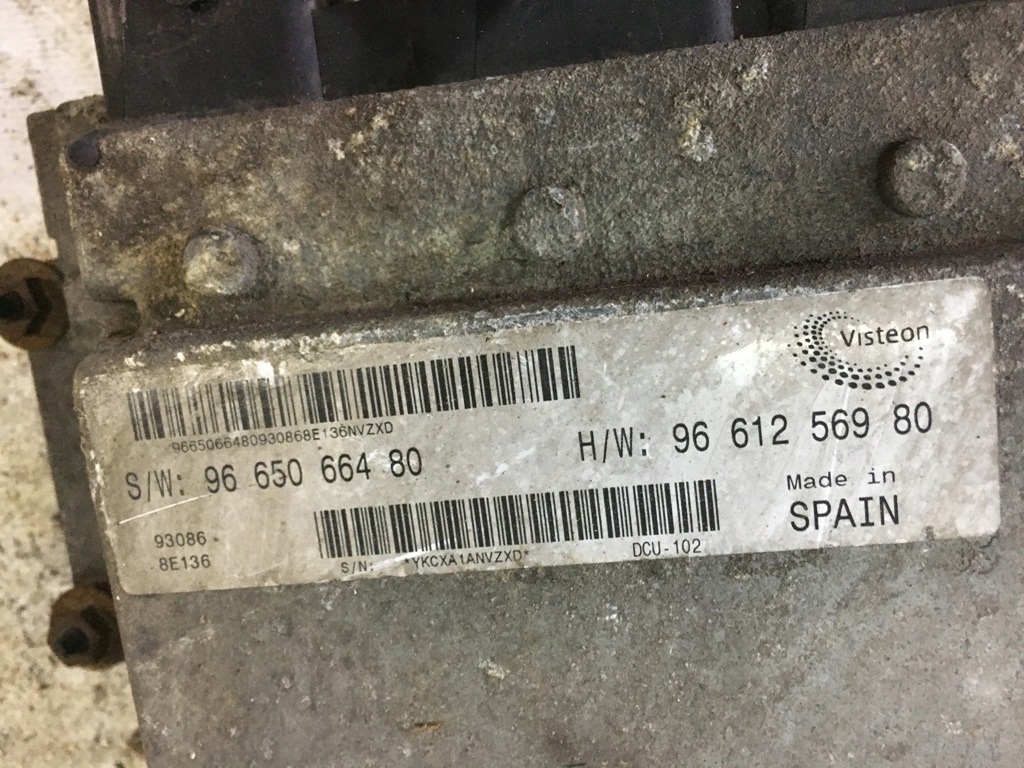 Visteon
9665066480930868E136NVZXD
S/W: 96 650 664 80
H/W: 96 612 569 80
Made in
SPAIN
93086
8E136
S/N: *YKCXA1ANVZXD*
DCU-102